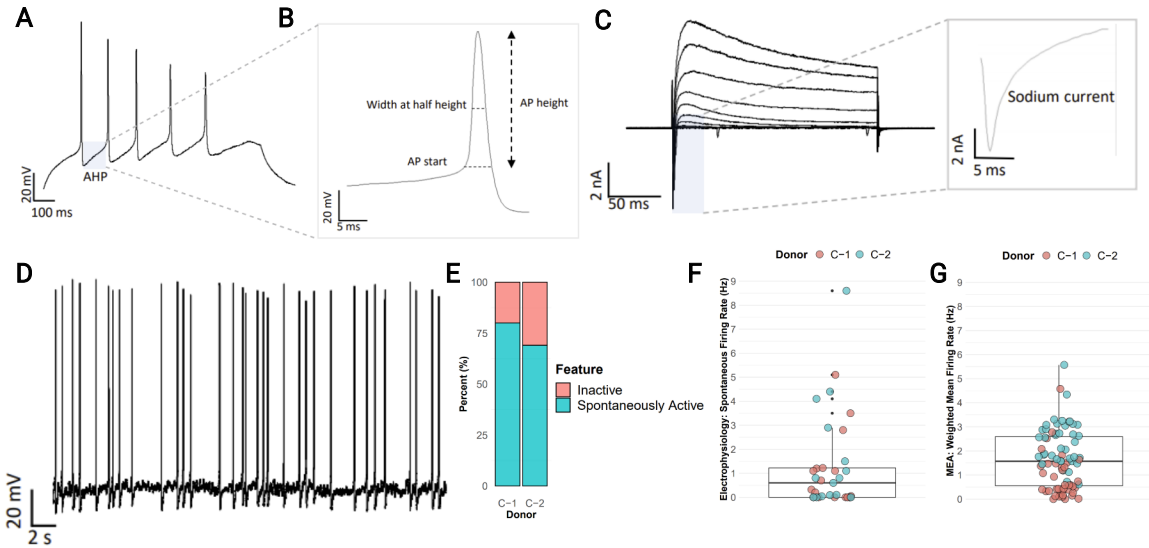 A
AHP
20 mV
100 ms
B
Width at half height
AP height
AP start
20 mV
5 ms
C
2 nA
50 ms
Sodium current
2 nA
5 ms
D
20 mV
2 s
E
Percent (%)
100
75
50
25
0
C-1 C-2
Donor
Feature
Inactive
Spontaneously Active
F
Donor C-1 C-2
Electrophysiology: Spontaneous Firing Rate (Hz)
9
8
7
6
5
4
3
2
1
0
G
Donor C-1 C-2
MEA: Weighted Mean Firing Rate (Hz)
9
8
7
6
5
4
3
2
1
0